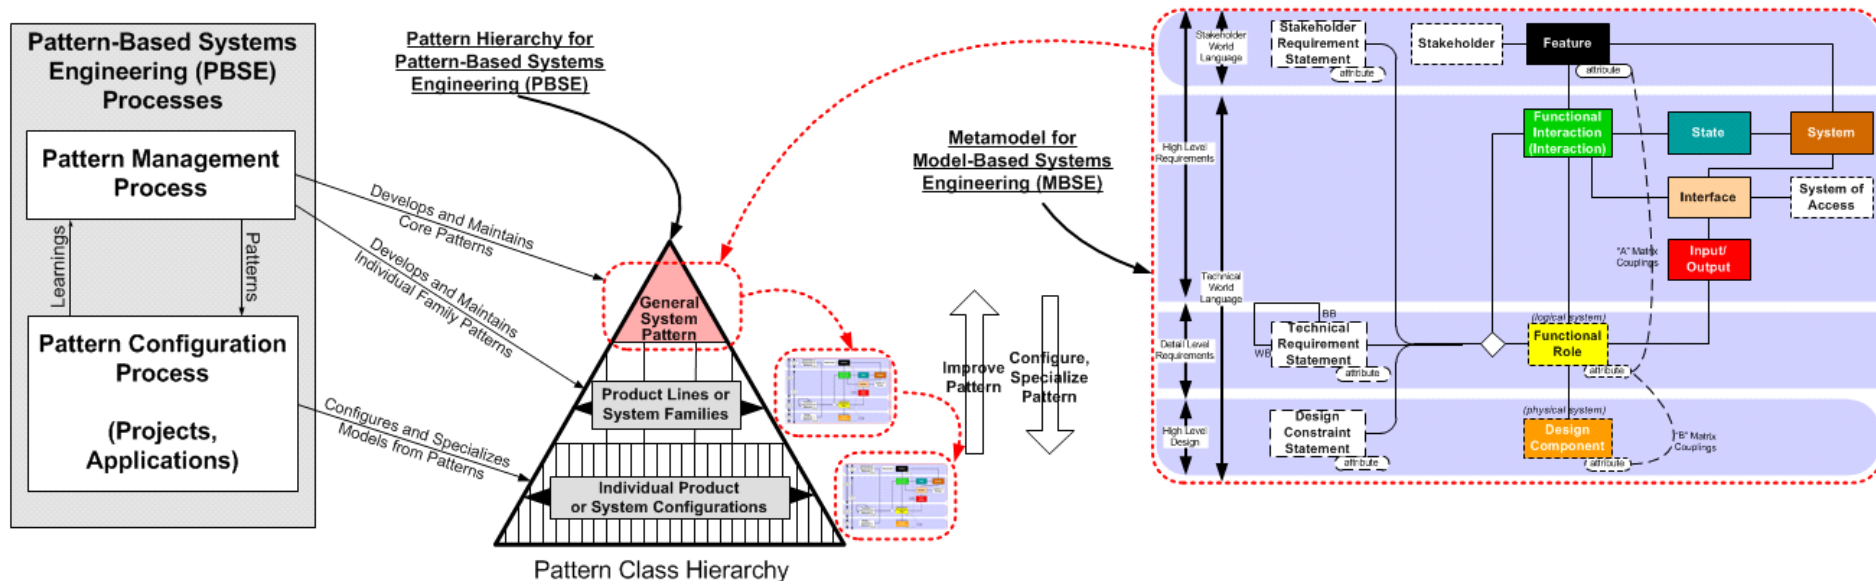 Pattern-Based Systems
Engineering (PBSE)
Processes
Pattern Management
Process
Learnings
Patterns
Pattern Configuration
Process
(Projects,
Applications)
Develops and Maintains
Core Patterns
Develops and Maintains
Individual Family Patterns
Configures and Specializes
Models from Patterns
Pattern Hierarchy for
Pattern-Based Systems
Engineering (PBSE)
General
System
Pattern
Product Lines or
System Families
Individual Product
or System Configurations
Pattern Class Hierarchy
Improve
Pattern
Configure,
Specialize
Pattern
Metamodel for
Model-Based Systems
Engineering (MBSE)
Stakeholder
World
Language
High Level
Requirements
Technical
World
Language
Detail Level
Requirements
High Level
Design
Stakeholder
Requirement
Statement
attribute
Stakeholder
Feature
attribute
Functional
Interaction
(Interaction)
State
System
Interface
System of
Access
Input/
Output
"A" Matrix
Couplings
BB
WB
Technical
Requirement
Statement
attribute
(logical system)
Functional
Role
attribute
Design
Constraint
Statement
attribute
(physical system)
Design
Component
attribute
"B" Matrix
Couplings